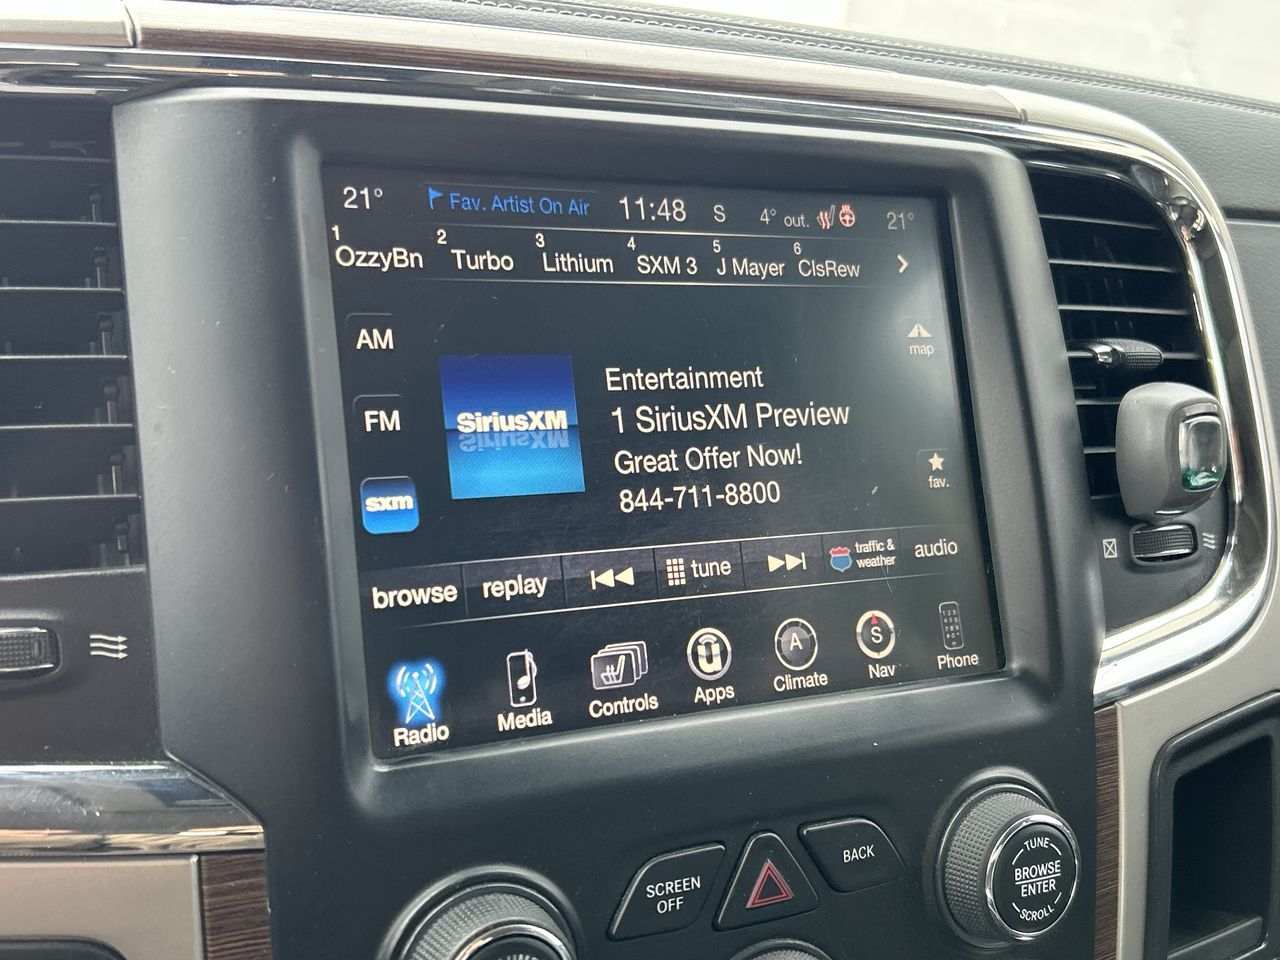 21° Fav. Artist On Air 11:48 S 4° out. 21°
1 OzzyBn 2 Turbo 3 Lithium 4 SXM 3 5 J Mayer 6 ClsRew
AM
map
FM
SiriusXM
Entertainment
1 SiriusXM Preview
Great Offer Now!
844-711-8800
fav.
sxm
browse replay tune traffic & weather audio
Radio Media Controls Apps A Climate S Nav Phone
SCREEN OFF
BACK
TUNE
BROWSE
ENTER
SCROLL